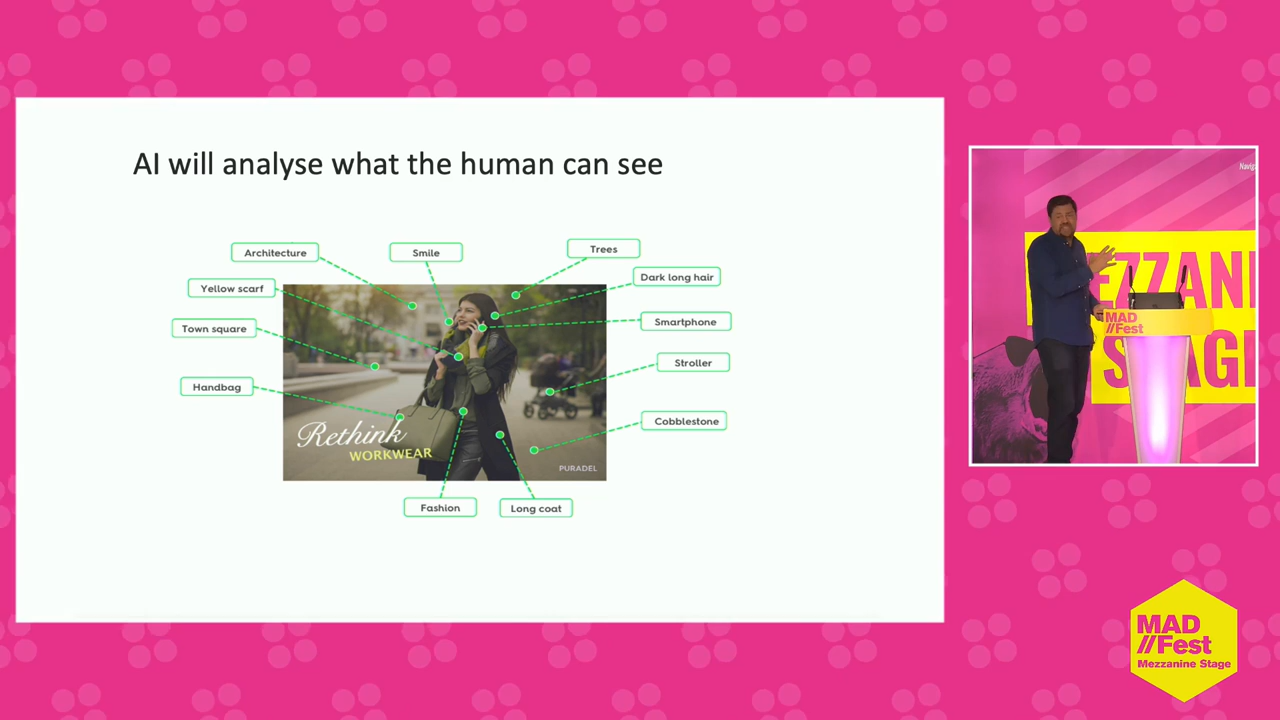 AI will analyse what the human can see
Architecture
Smile
Trees
Yellow scarf
Dark long hair
Town square
Smartphone
Handbag
Stroller
Cobblestone
Rethink
WORKWEAR
PURADEL
Fashion
Long coat
MAD
//Fest
MAD
//Fest
Mezzanine Stage